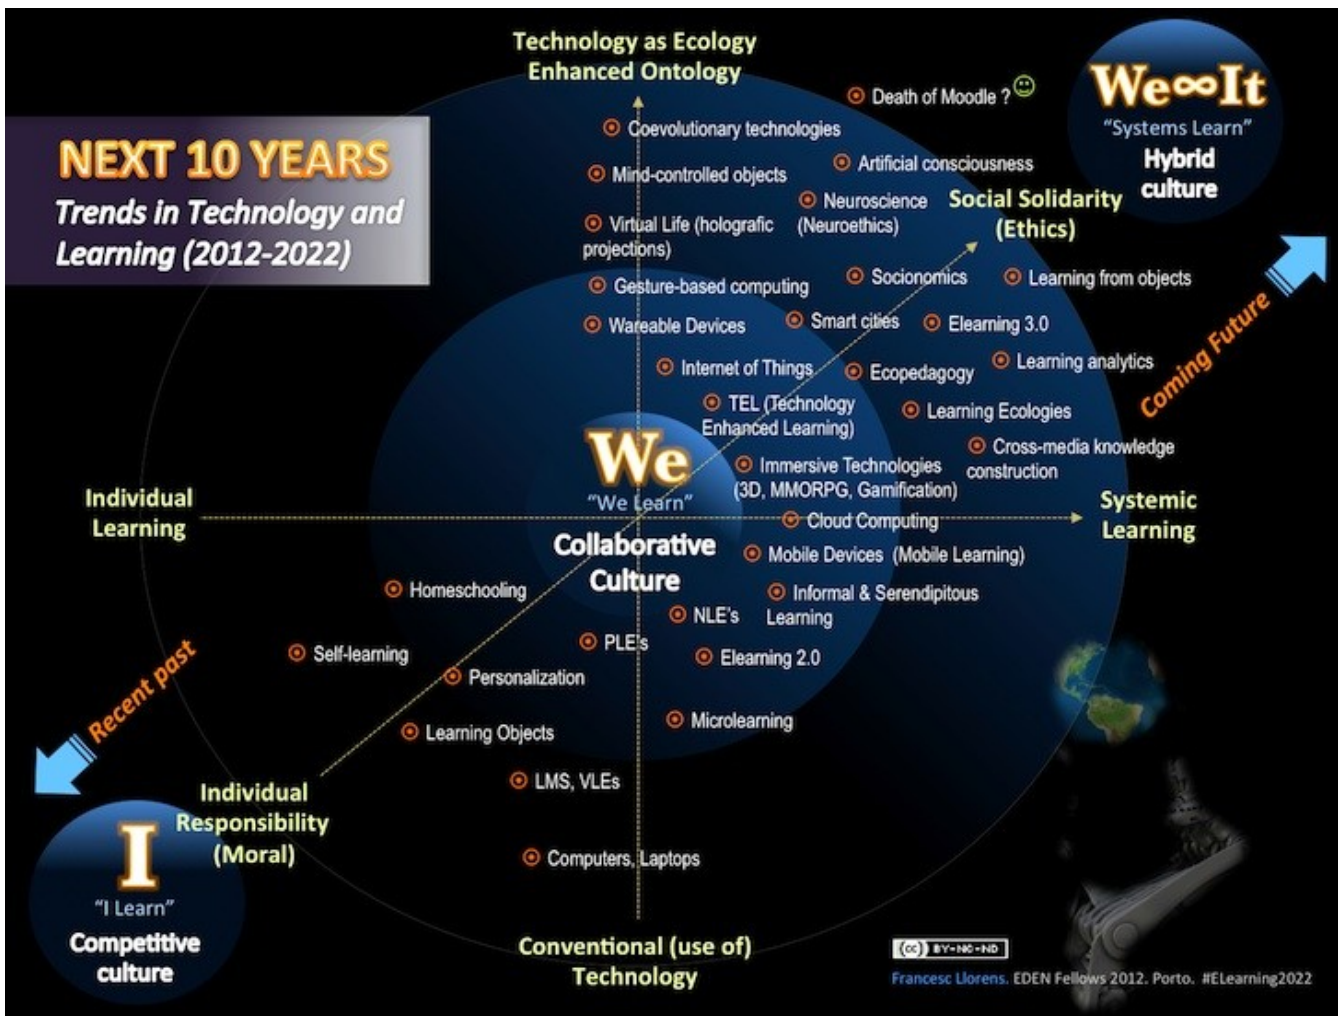 Technology as Ecology
Enhanced Ontology
Death of Moodle ?
We∞It
"Systems Learn"
Hybrid
culture
NEXT 10 YEARS
Trends in Technology and
Learning (2012-2022)
Coevolutionary technologies
Artificial consciousness
Mind-controlled objects
Neuroscience
(Neuroethics)
Social Solidarity
(Ethics)
Virtual Life (holografic
projections)
Gesture-based computing
Socionomics
Learning from objects
Wareable Devices
Smart cities
Elearning 3.0
Coming Future
Internet of Things
Ecopedagogy
Learning analytics
TEL (Technology
Enhanced Learning)
Learning Ecologies
Cross-media knowledge
construction
We
"We Learn"
Collaborative
Culture
Immersive Technologies
(3D, MMORPG, Gamification)
Individual
Learning
Systemic
Learning
Cloud Computing
Mobile Devices (Mobile Learning)
Homeschooling
Informal & Serendipitous
Learning
NLE's
PLE's
Elearning 2.0
Self-learning
Personalization
Recent past
Microlearning
Learning Objects
LMS, VLEs
Individual
Responsibility
(Moral)
Computers, Laptops
I
"I Learn"
Competitive
culture
Conventional (use of)
Technology
(cc) BY-NC-ND
Francesc Llorens. EDEN Fellows 2012. Porto. #ELearning2022